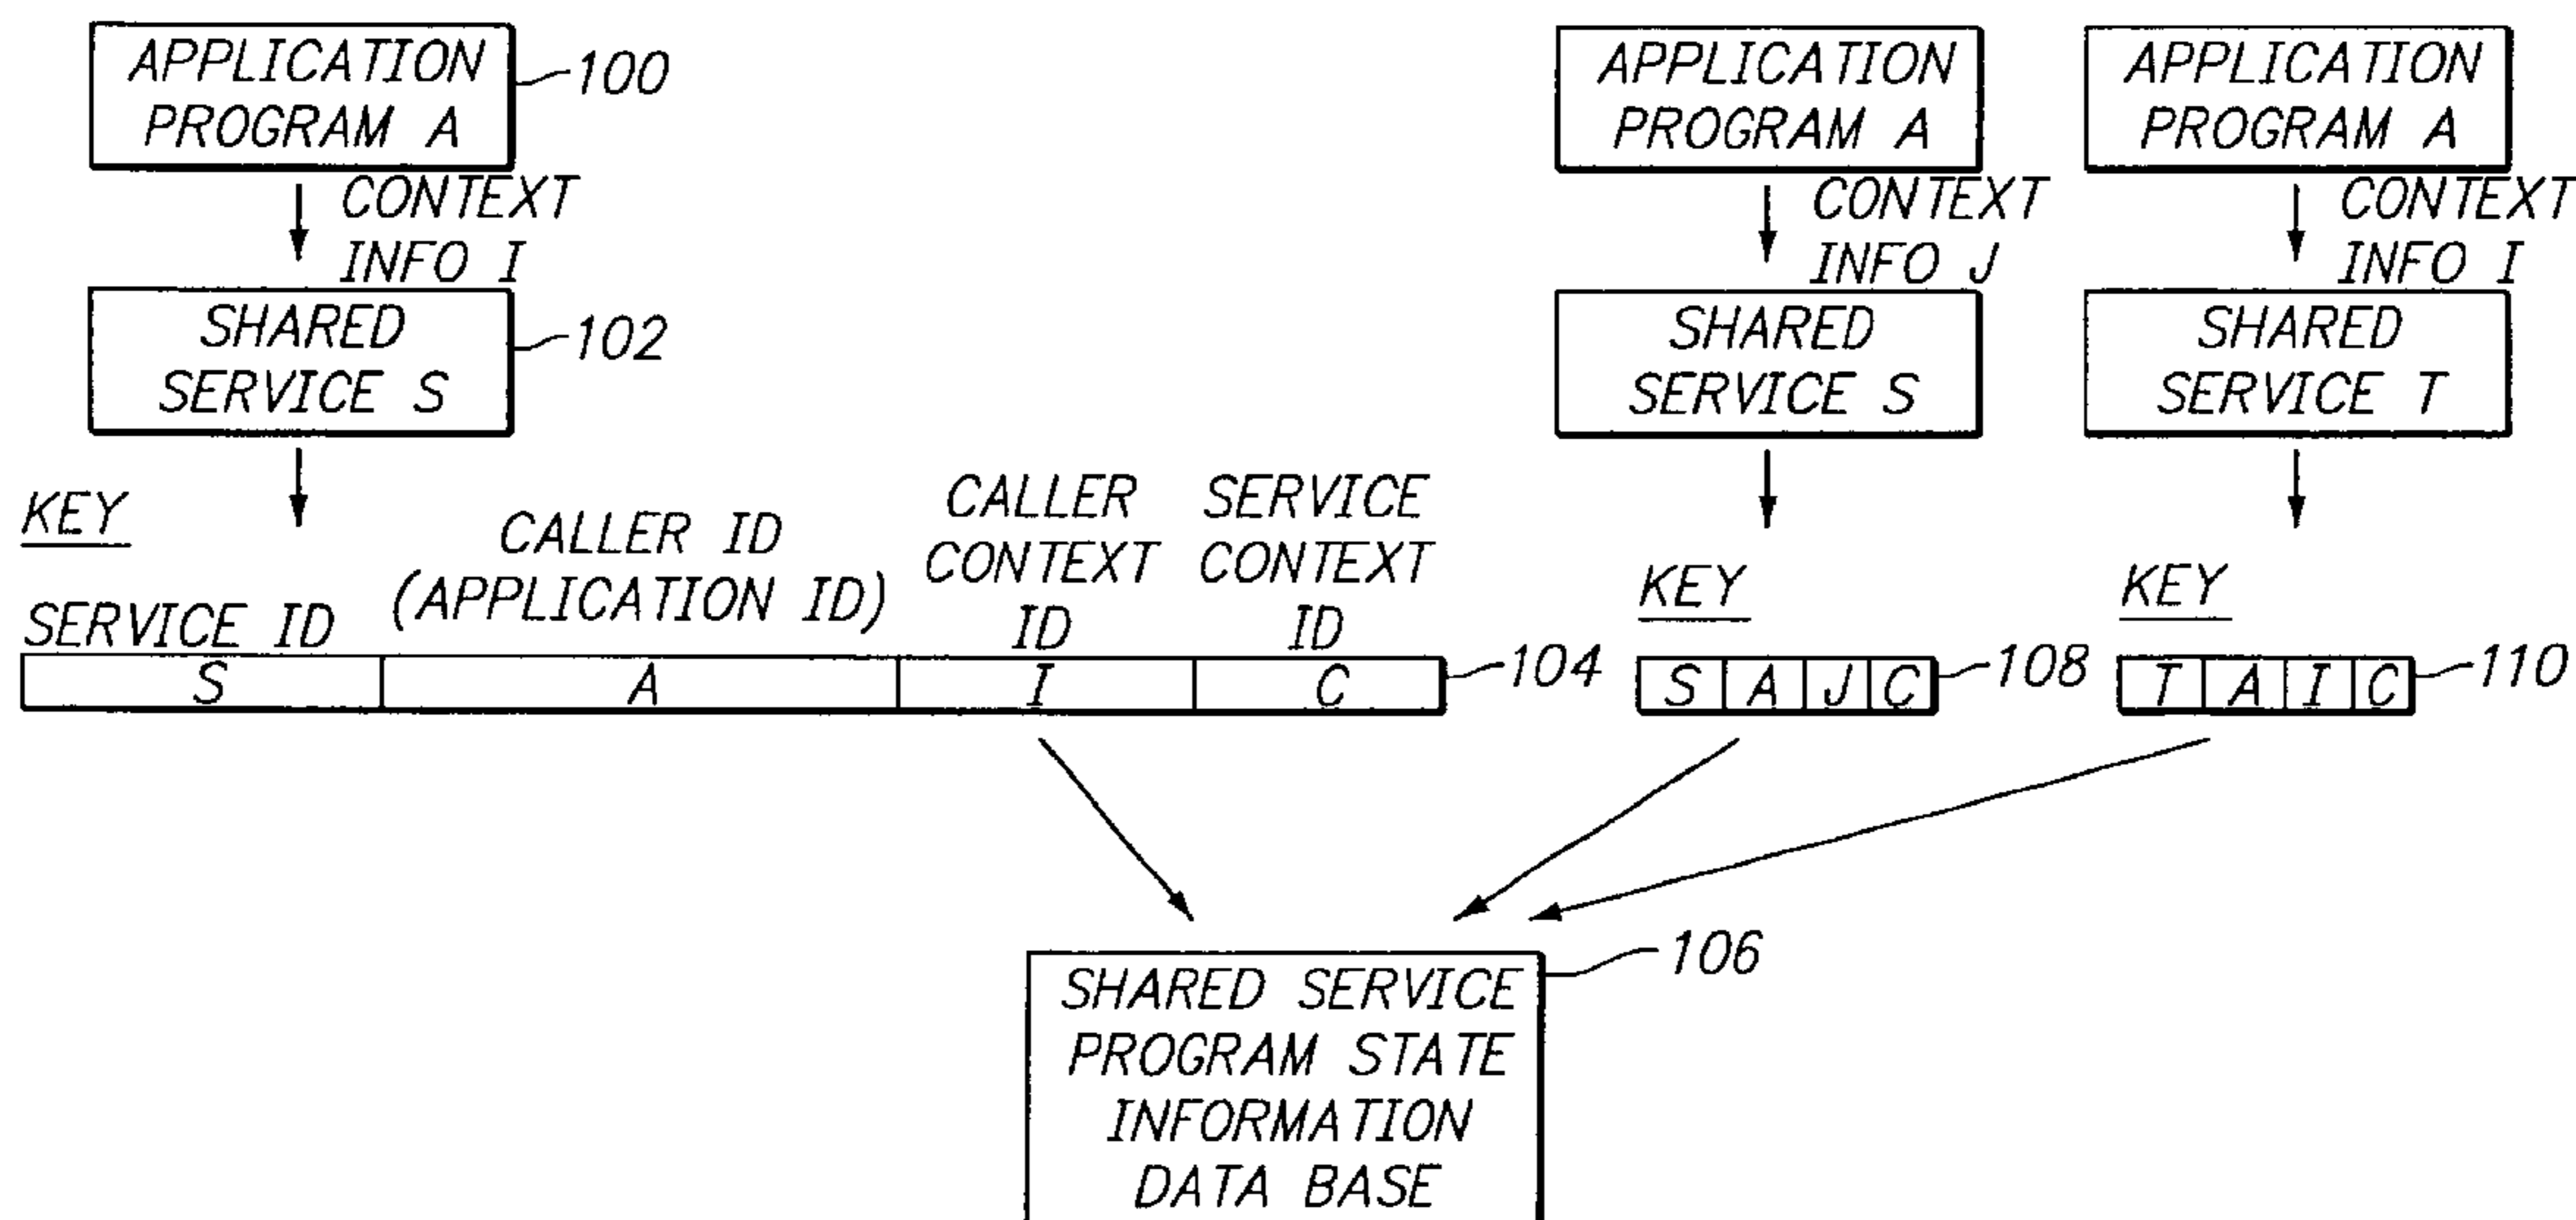 APPLICATION
PROGRAM A
100
CONTEXT
INFO I
SHARED
SERVICE S
102
APPLICATION
PROGRAM A
CONTEXT
INFO J
SHARED
SERVICE S
APPLICATION
PROGRAM A
CONTEXT
INFO I
SHARED
SERVICE T
KEY
SERVICE ID
CALLER ID
(APPLICATION ID)
CALLER
CONTEXT
ID
SERVICE
CONTEXT
ID
S A I C 104
KEY
S A J C 108
KEY
T A I C 110
SHARED SERVICE
PROGRAM STATE
INFORMATION
DATA BASE
106